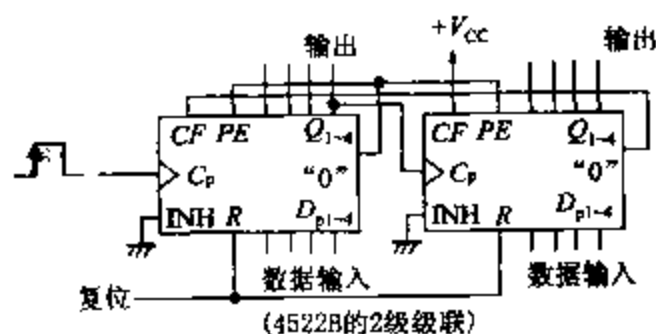 输出
+V_CC
输出
CF PE Q1~4
CF PE Q1~4
Cp "0"
Cp "0"
INH R Dp1~4
INH R Dp1~4
数据输入
数据输入
复位
(4522B的2级级联)